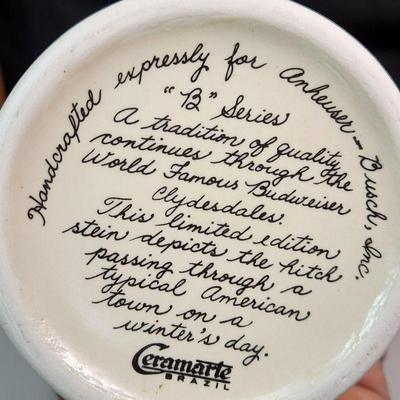 Handcrafted expressly for Anheuser-Busch, Inc.
"B" Series
A tradition of quality
continues through the
World Famous Budweiser
Clydesdales.
This limited edition
stein depicts the hitch
passing through a
typical American
town on a
winter's day.
Ceramarte
BRAZIL